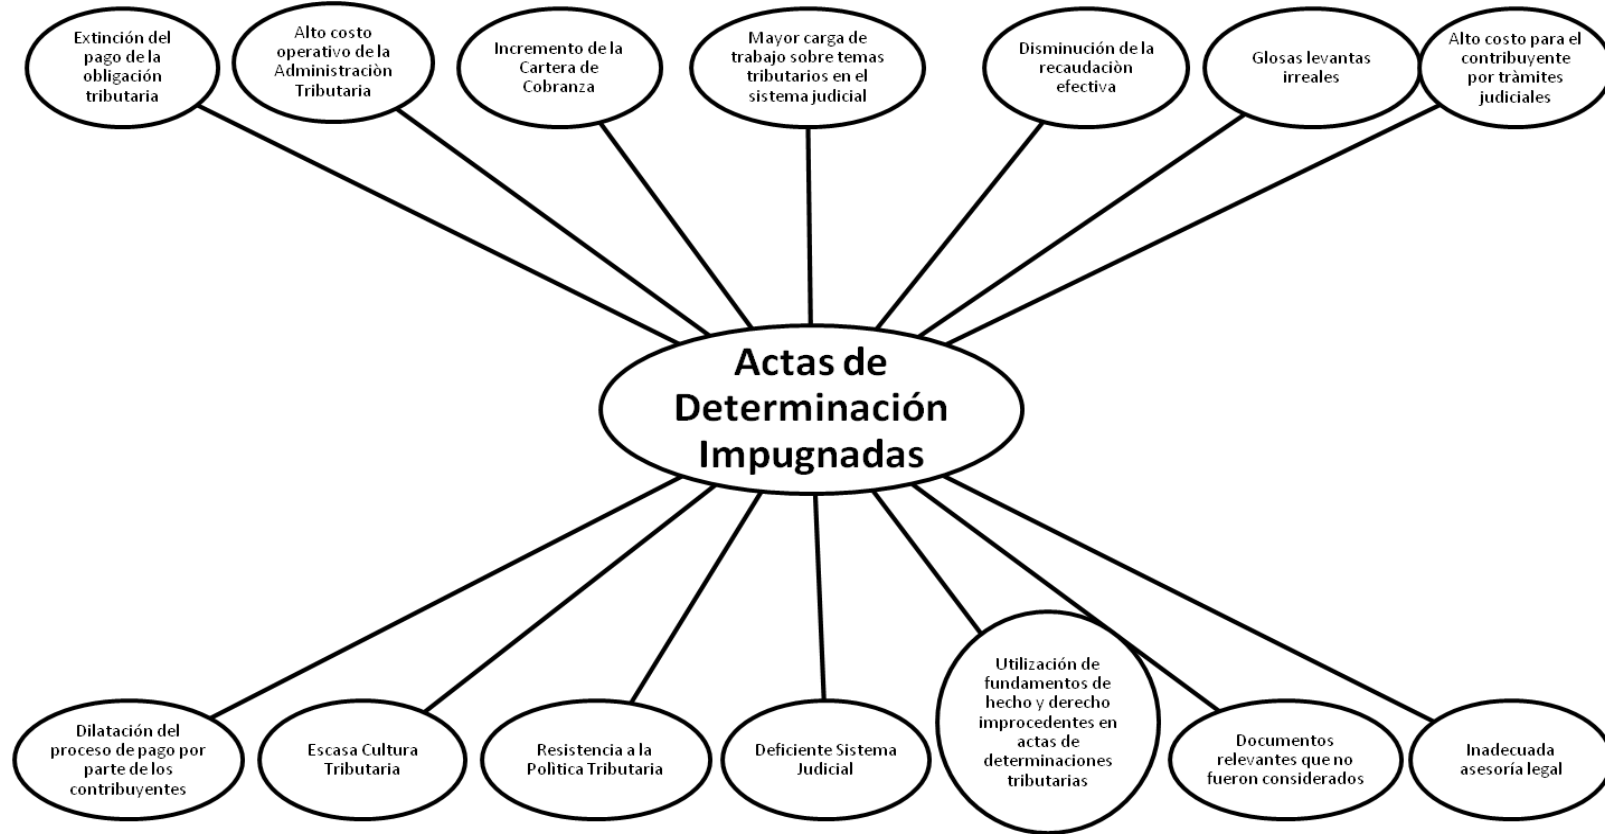 Extinción del
pago de la
obligación
tributaria
Alto costo
operativo de la
Administraciòn
Tributaria
Incremento de la
Cartera de
Cobranza
Mayor carga de
trabajo sobre temas
tributarios en el
sistema judicial
Disminución de la
recaudaciòn
efectiva
Glosas levantas
irreales
Alto costo para el
contribuyente
por tràmites
judiciales
Actas de
Determinación
Impugnadas
Dilatación del
proceso de pago por
parte de los
contribuyentes
Escasa Cultura
Tributaria
Resistencia a la
Polìtica Tributaria
Deficiente Sistema
Judicial
Utilización de
fundamentos de
hecho y derecho
improcedentes en
actas de
determinaciones
tributarias
Documentos
relevantes que no
fueron considerados
Inadecuada
asesoría legal